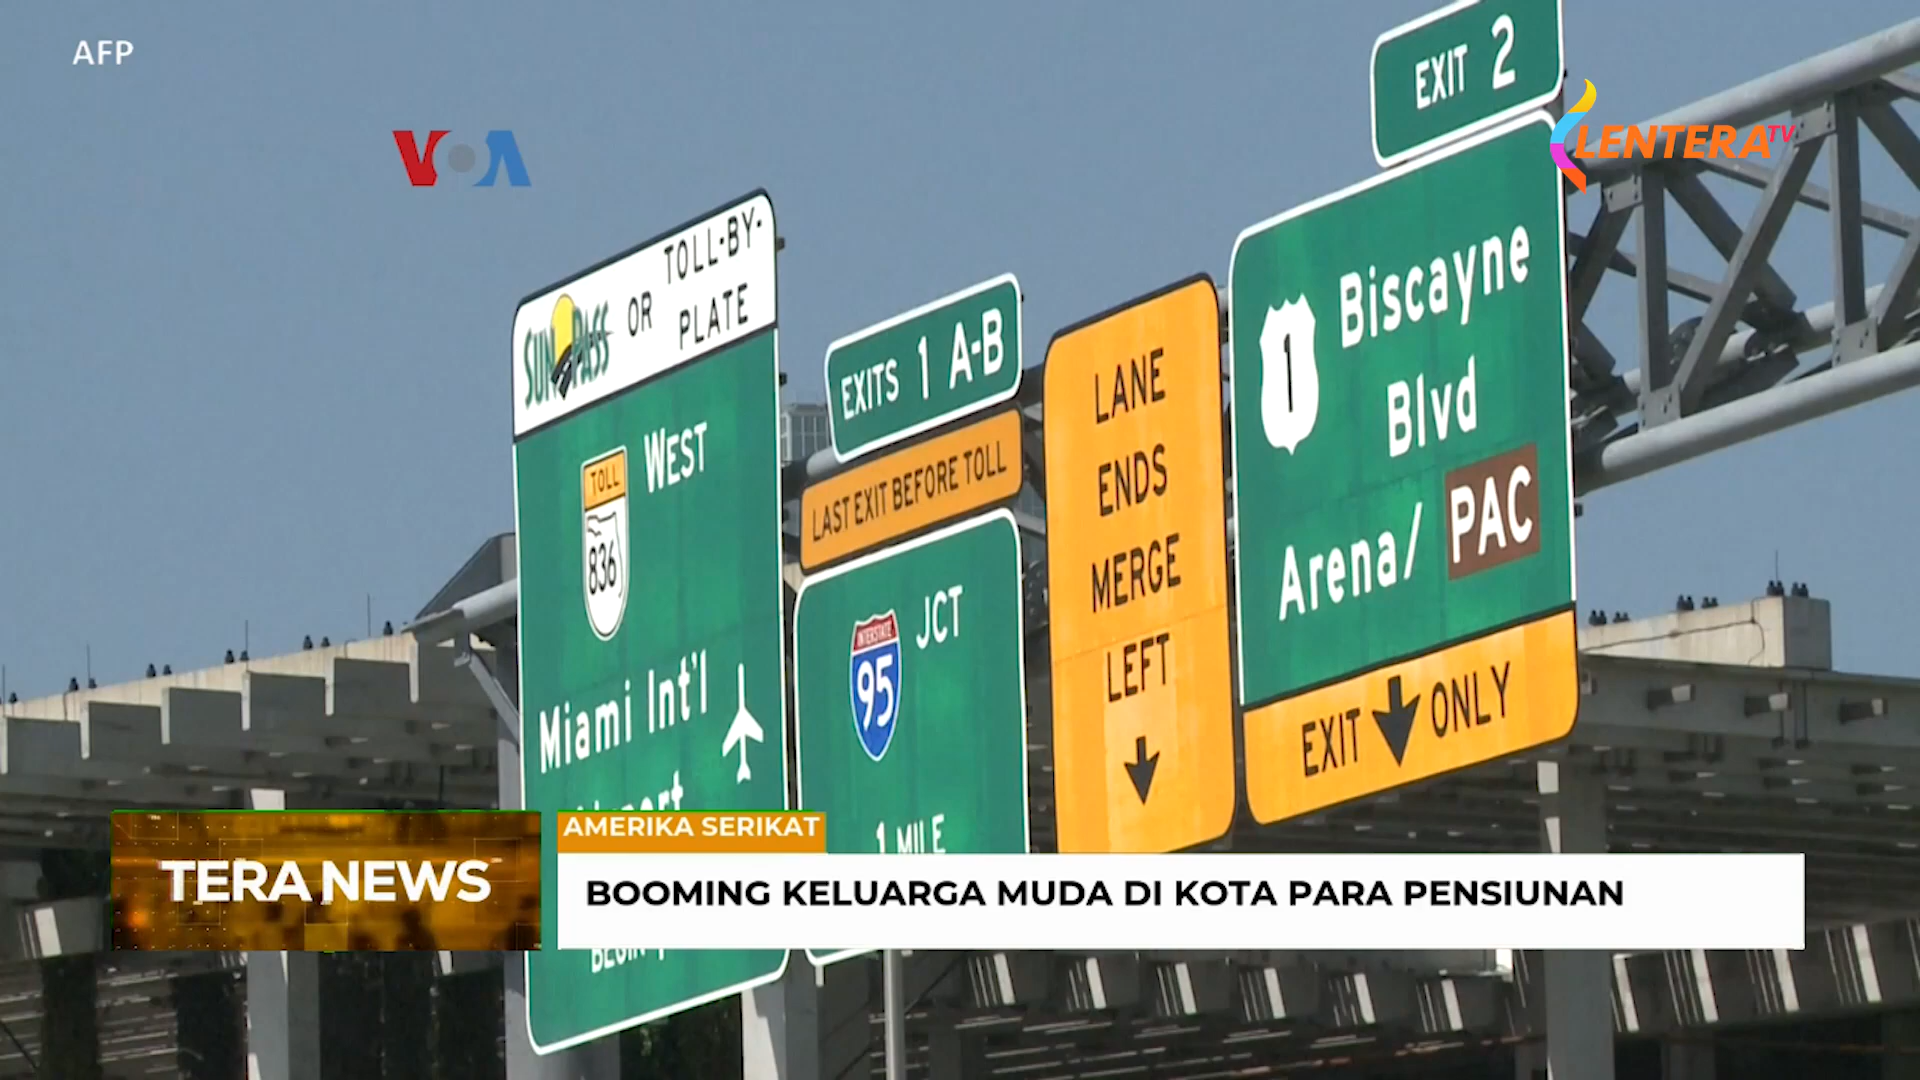 AFP
VOA
LENTERA TV
SUNPASS OR TOLL-BY-
PLATE
TOLL
836
WEST
Miami Int'l
EXITS 1 A-B
LAST EXIT BEFORE TOLL
INTERSTATE
95
JCT
1 MILE
LANE
ENDS
MERGE
LEFT
EXIT 2
1
Biscayne
Blvd
Arena/ PAC
EXIT ONLY
AMERIKA SERIKAT
TERA NEWS
BOOMING KELUARGA MUDA DI KOTA PARA PENSIUNAN